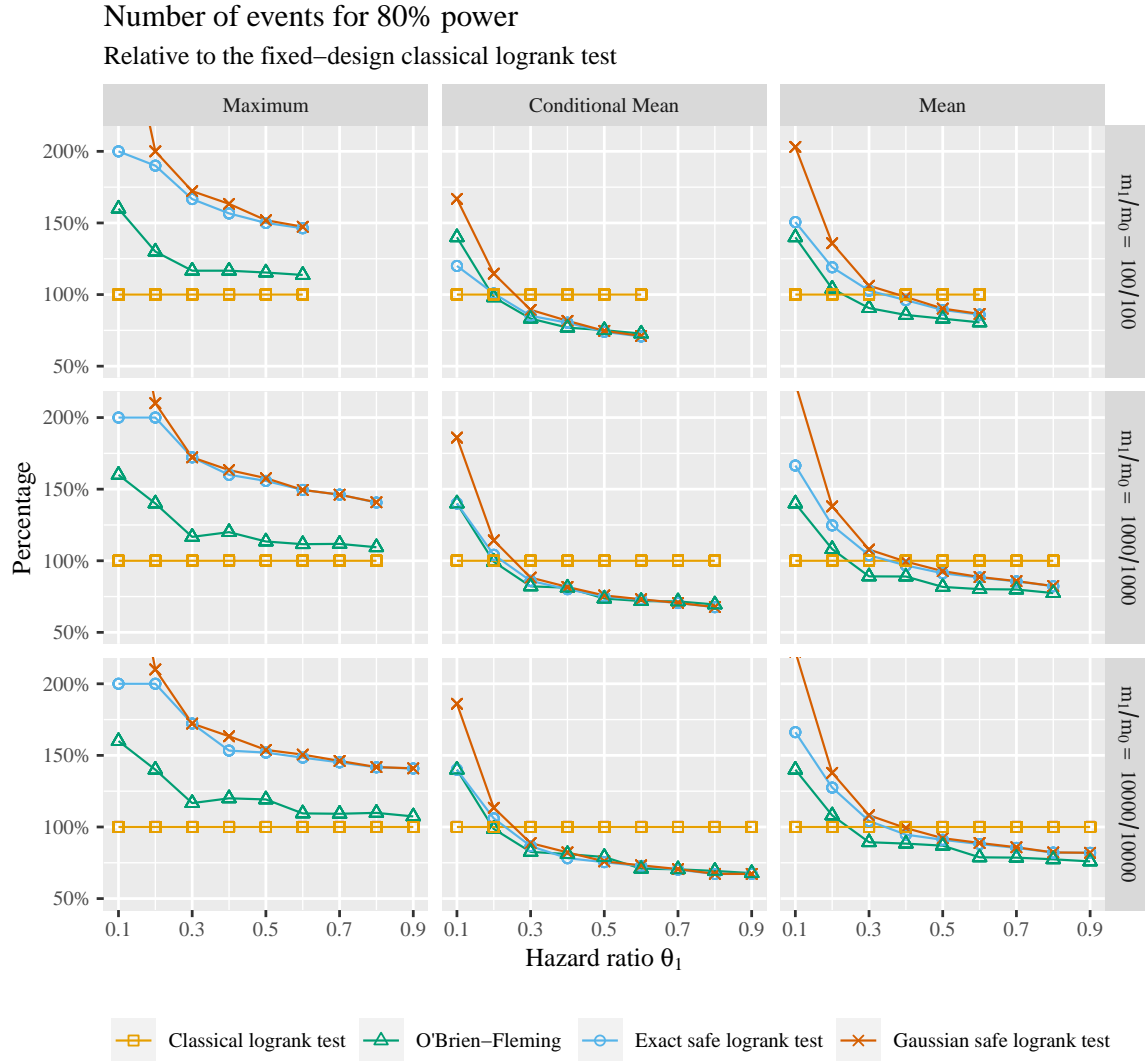 Number of events for 80% power
Relative to the fixed−design classical logrank test
Maximum
Conditional Mean
Mean
200%
150%
100%
50%
m₁/m₀ = 100/100
200%
150%
100%
50%
m₁/m₀ = 1000/1000
200%
150%
100%
50%
m₁/m₀ = 10000/10000
Percentage
0.1 0.3 0.5 0.7 0.9
0.1 0.3 0.5 0.7 0.9
0.1 0.3 0.5 0.7 0.9
Hazard ratio θ₁
Classical logrank test
O'Brien−Fleming
Exact safe logrank test
Gaussian safe logrank test